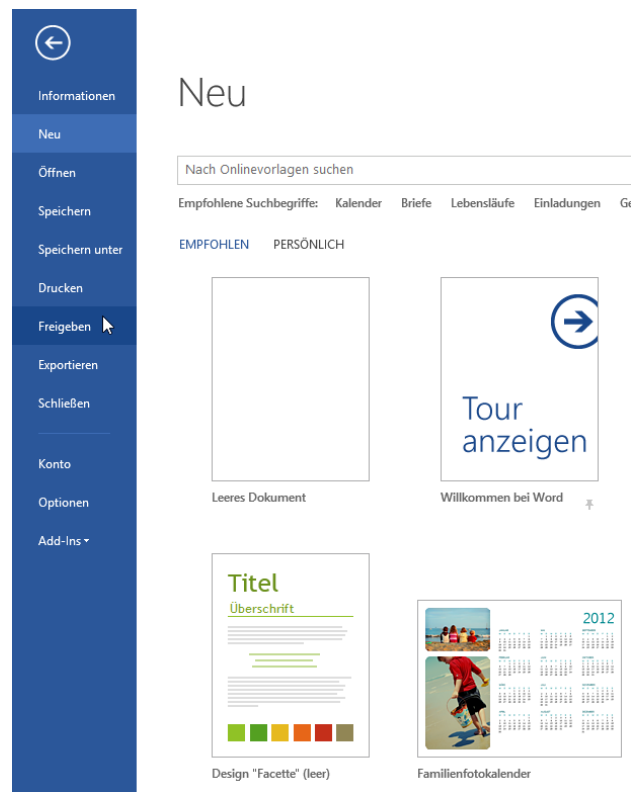 Informationen
Neu
Öffnen
Speichern
Speichern unter
Drucken
Freigeben
Exportieren
Schließen
Konto
Optionen
Add-Ins
Neu
Nach Onlinevorlagen suchen
Empfohlene Suchbegriffe: Kalender Briefe Lebensläufe Einladungen Ge
EMPFOHLEN PERSÖNLICH
Tour
anzeigen
Leeres Dokument
Willkommen bei Word
Titel
Überschrift
2012
Design "Facette" (leer)
Familienfotokalender